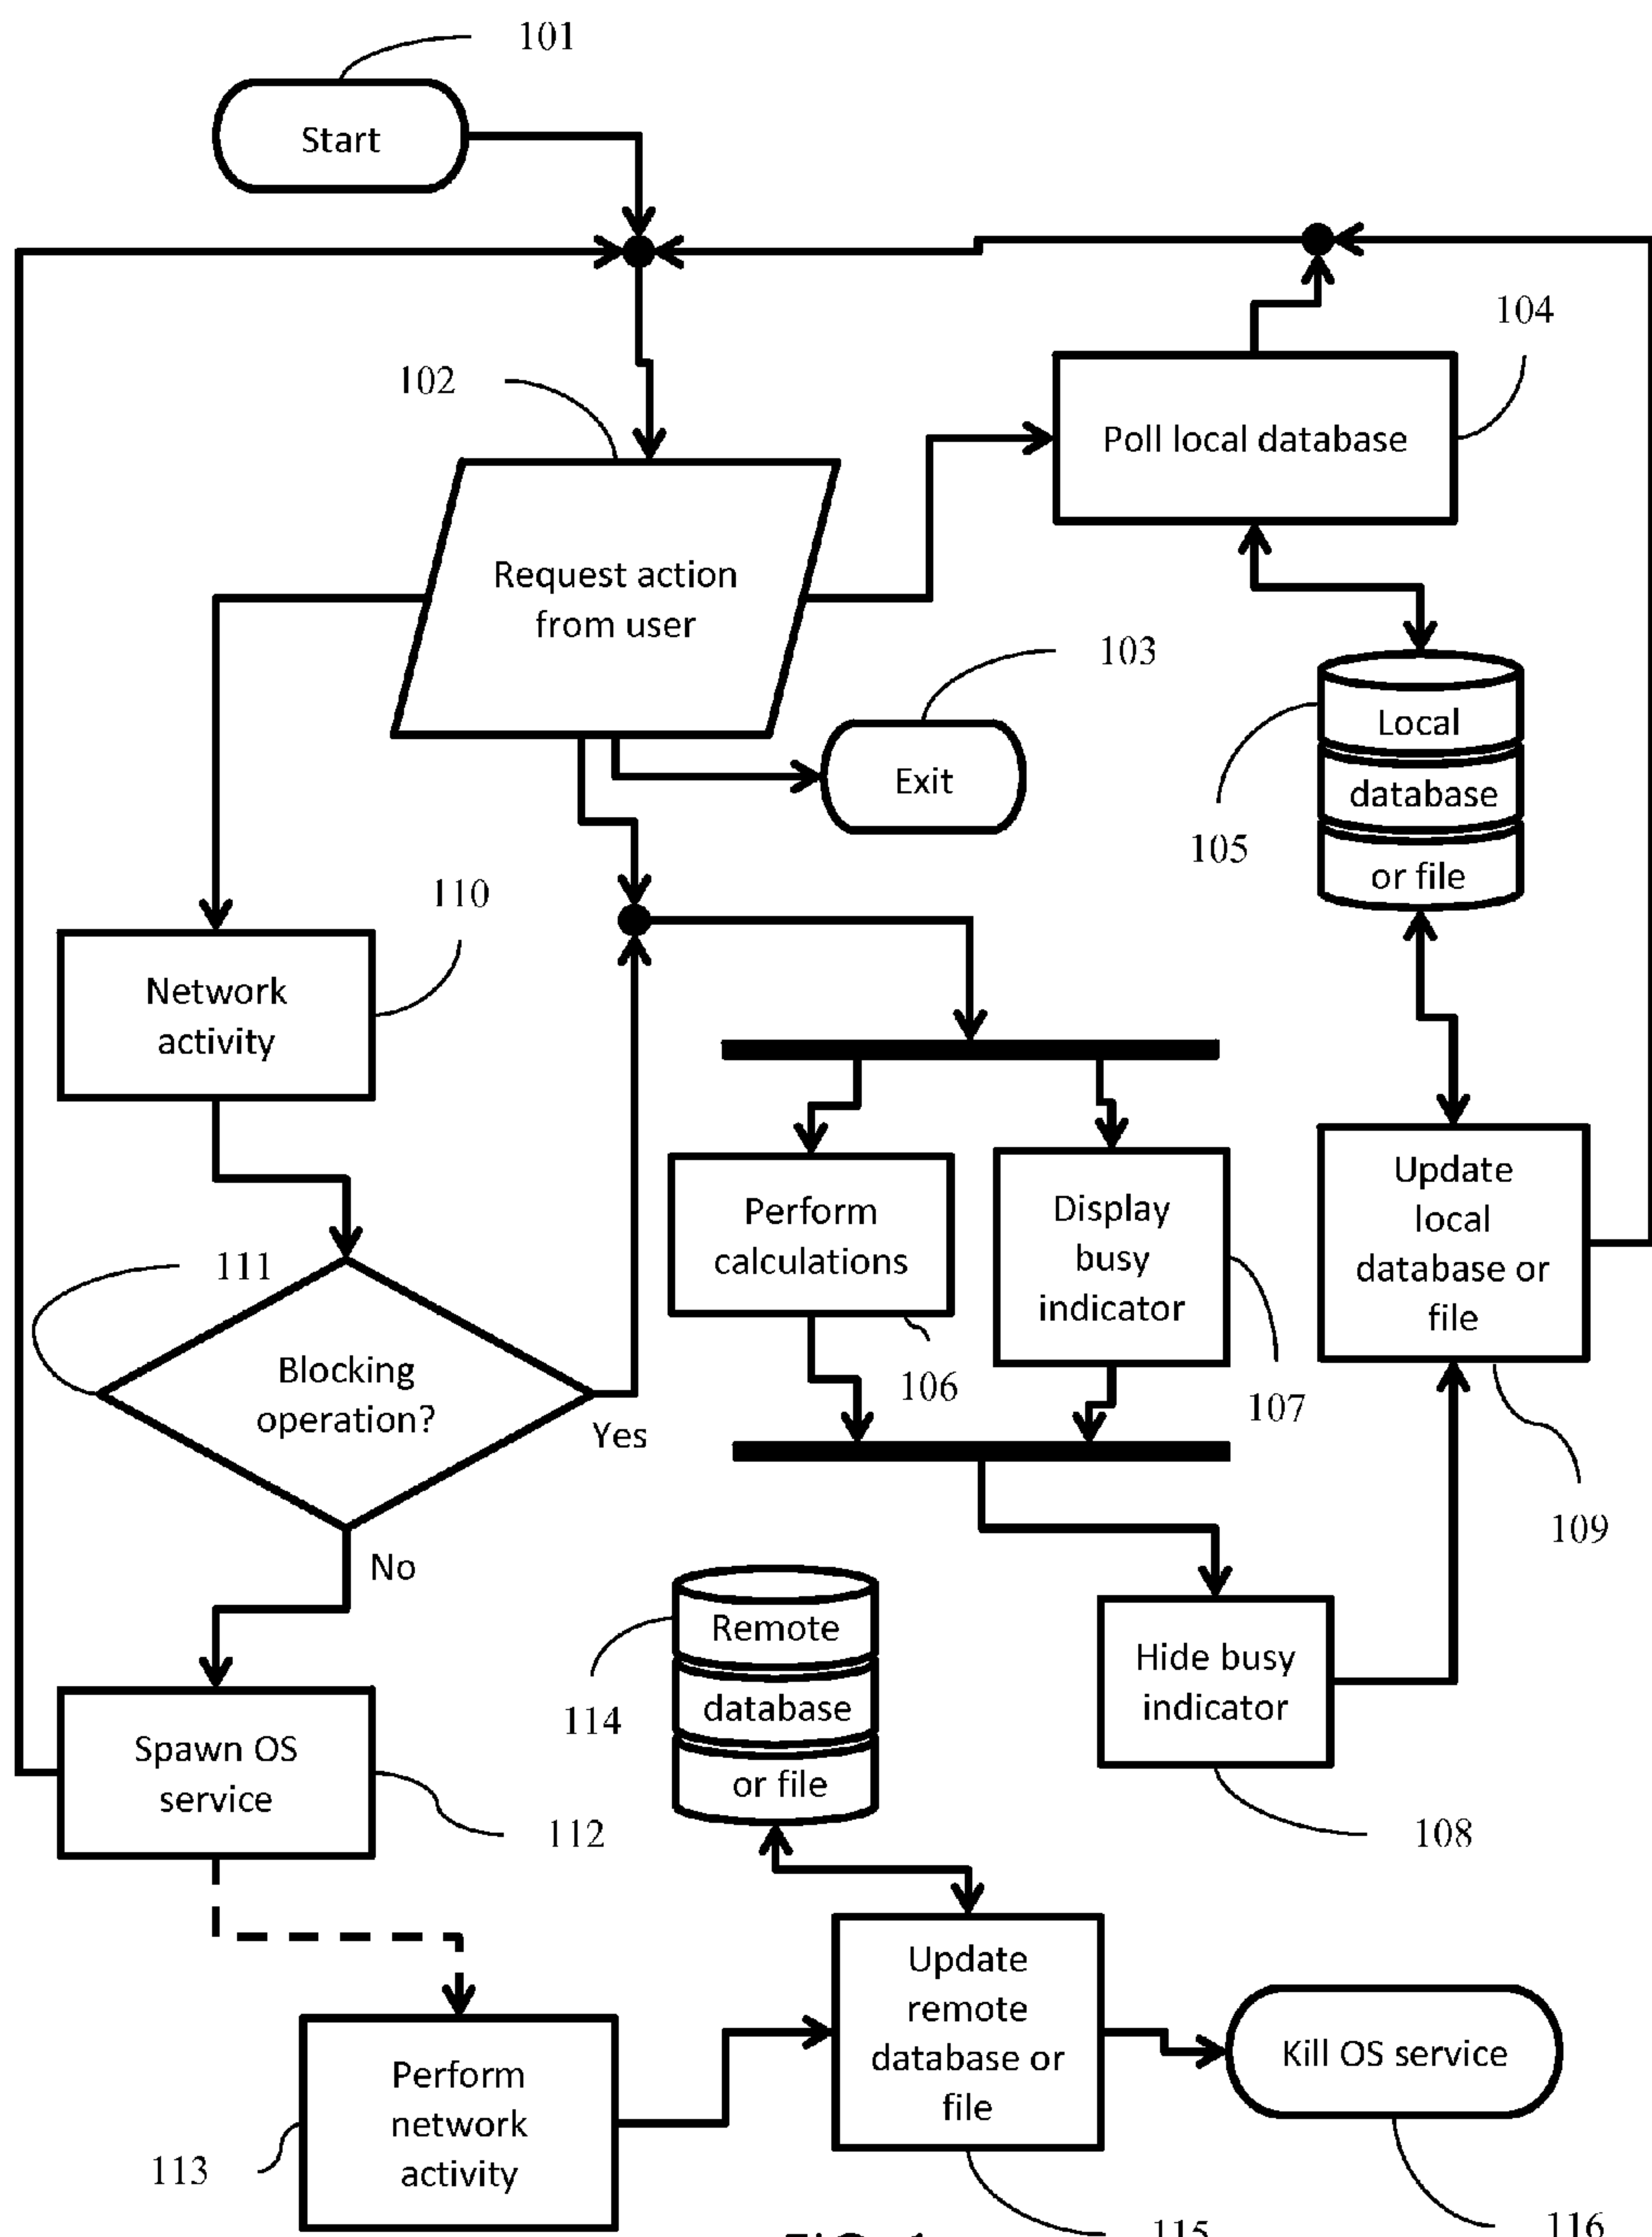 101
Start
104
102
Poll local database
Request action
from user
103
Exit
Local
database
or file
105
110
Network
activity
Perform
calculations
Display
busy
indicator
Update
local
database or
file
111
106
107
Blocking
operation?
Yes
109
No
Remote
database
or file
114
Hide busy
indicator
Spawn OS
service
112
108
Update
remote
database or
file
Kill OS service
Perform
network
activity
113
115
116